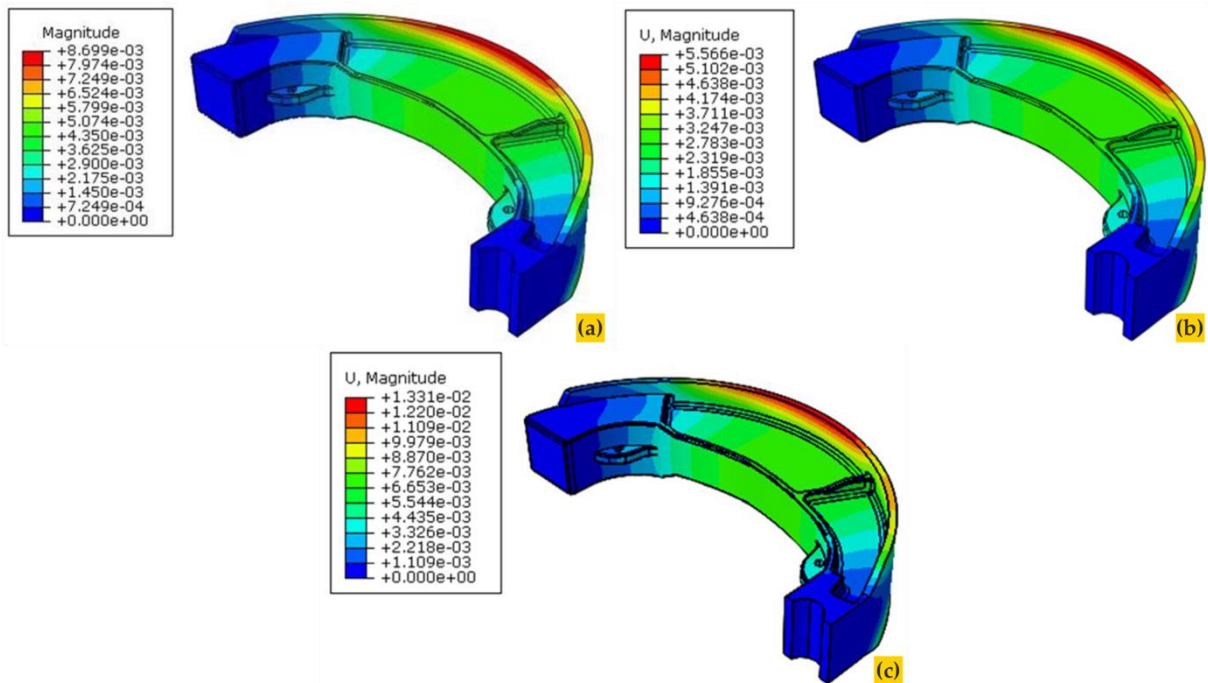 Magnitude
+8.699e-03
+7.974e-03
+7.249e-03
+6.524e-03
+5.799e-03
+5.074e-03
+4.350e-03
+3.625e-03
+2.900e-03
+2.175e-03
+1.450e-03
+7.249e-04
+0.000e+00
(a)
U, Magnitude
+5.566e-03
+5.102e-03
+4.638e-03
+4.174e-03
+3.711e-03
+3.247e-03
+2.783e-03
+2.319e-03
+1.855e-03
+1.391e-03
+9.276e-04
+4.638e-04
+0.000e+00
(b)
U, Magnitude
+1.331e-02
+1.220e-02
+1.109e-02
+9.979e-03
+8.870e-03
+7.762e-03
+6.653e-03
+5.544e-03
+4.435e-03
+3.326e-03
+2.218e-03
+1.109e-03
+0.000e+00
(c)